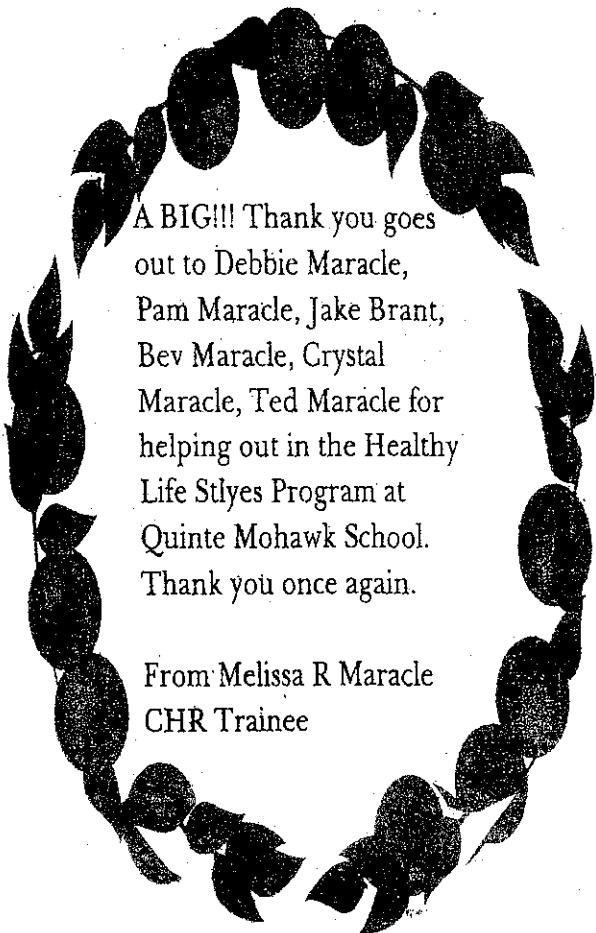 A BIG!!! Thank you goes
out to Debbie Maracle,
Pam Maracle, Jake Brant,
Bev Maracle, Crystal
Maracle, Ted Maracle for
helping out in the Healthy
Life Stlyes Program at
Quinte Mohawk School.
Thank you once again.
From Melissa R Maracle
CHR Trainee